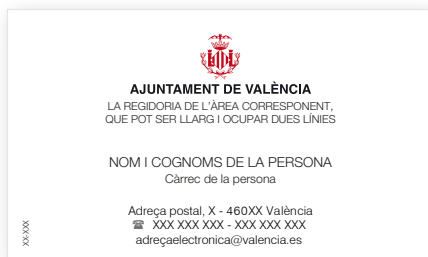 AJUNTAMENT DE VALÈNCIA
LA REGIDORIA DE L'ÀREA CORRESPONENT,
QUE POT SER LLARG I OCUPAR DUES LÍNIES
NOM I COGNOMS DE LA PERSONA
Càrrec de la persona
Adreça postal, X - 460XX València
☎ XXX XXX XXX - XXX XXX XXX
adreçaelectronica@valencia.es
XX-XXX